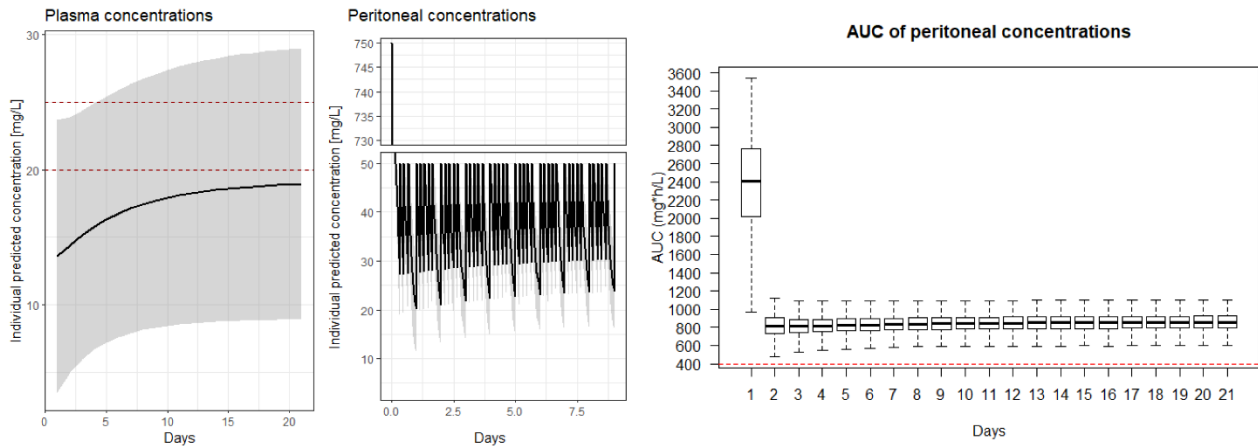 Plasma concentrations
Individual predicted concentration [mg/L]
30
20
10
0 5 10 15 20
Days
Peritoneal concentrations
Individual predicted concentration [mg/L]
750
745
740
735
730
50
40
30
20
10
0.0 2.5 5.0 7.5
Days
AUC of peritoneal concentrations
AUC (mg*h/L)
3600
3400
3200
3000
2800
2600
2400
2200
2000
1800
1600
1400
1200
1000
800
600
400
1 2 3 4 5 6 7 8 9 10 11 12 13 14 15 16 17 18 19 20 21
Days